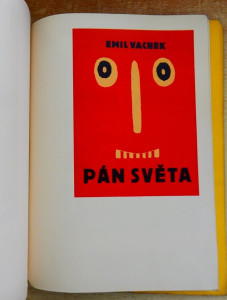 EMIL VACHEK
PÁN SVĚTA